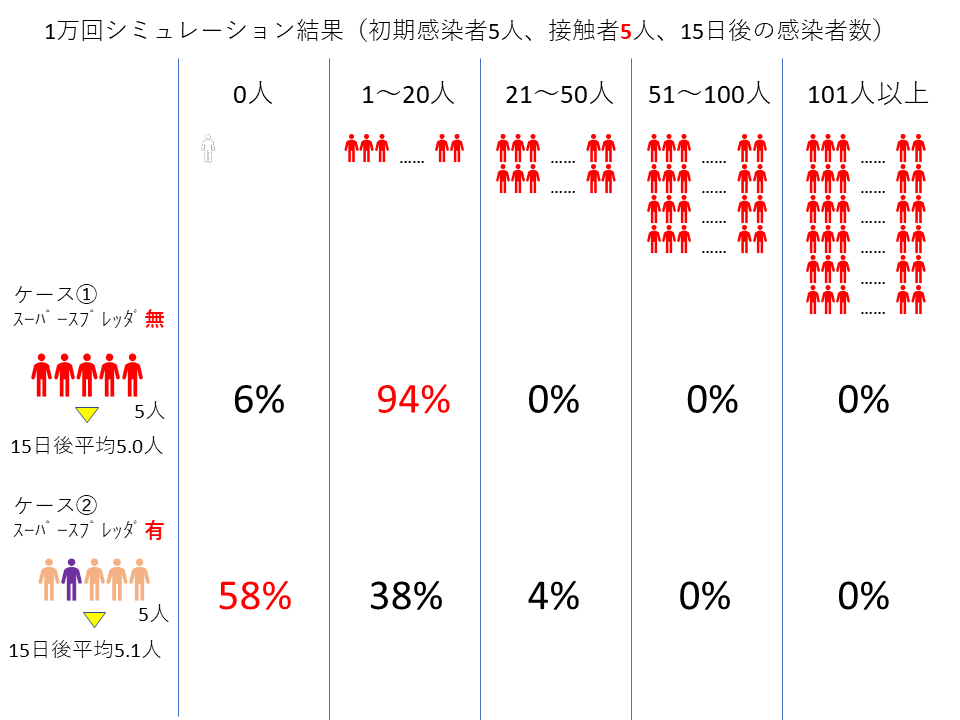 1万回シミュレーション結果（初期感染者5人、接触者5人、15日後の感染者数）
0人 1～20人 21～50人 51～100人 101人以上
…… …… …… ……
…… …… ……
…… ……
…… ……
……
……
ケース①
ｽｰﾊﾟｰｽﾌﾟﾚｯﾀﾞ無
5人
15日後平均5.0人
6% 94% 0% 0% 0%
ケース②
ｽｰﾊﾟｰｽﾌﾟﾚｯﾀﾞ有
5人
15日後平均5.1人
58% 38% 4% 0% 0%